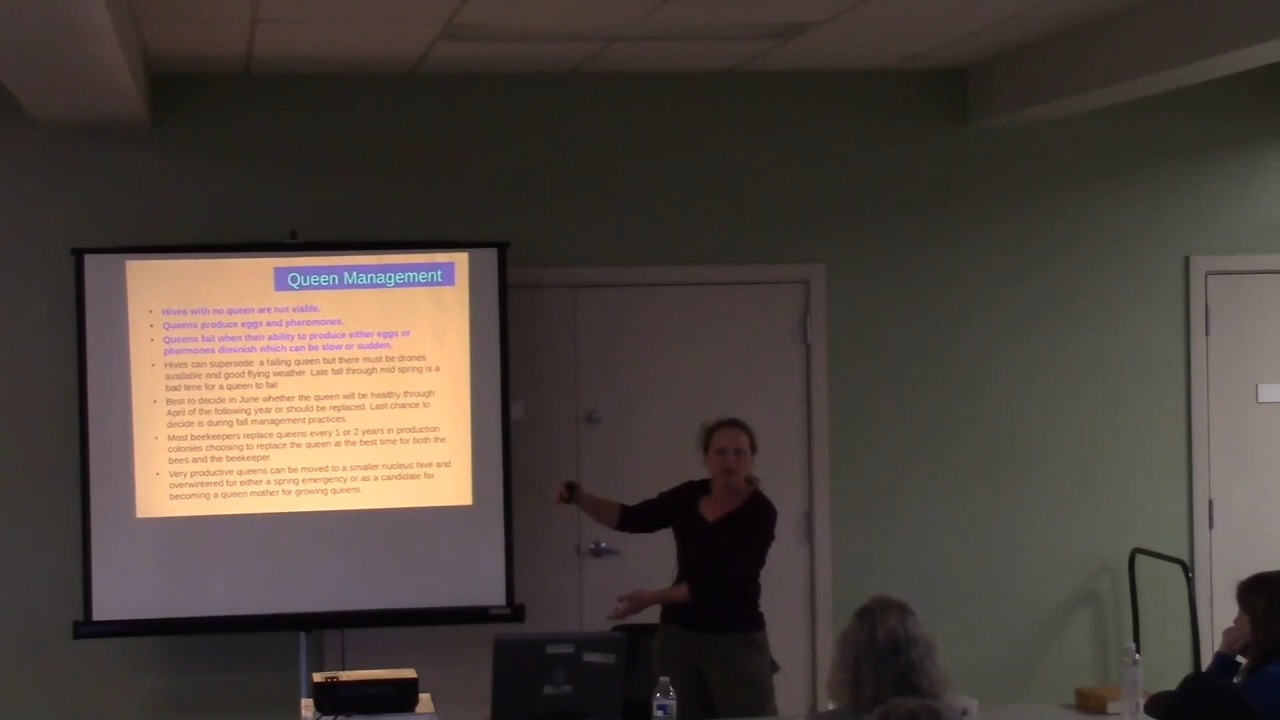 Queen Management
• Hives with no queen are not viable.
• Queens produce eggs and pheromones.
• Queens fail when their ability to produce either eggs or
phermones diminish which can be slow or sudden.
• Hives can supersede a failing queen but there must be drones
available and good flying weather. Late fall through mid spring is a
bad time for a queen to fail
• Best to decide in June whether the queen will be healthy through
April of the following year or should be replaced. Last chance to
decide is during fall management practices.
• Most beekeepers replace queens every 1 or 2 years in production
colonies choosing to replace the queen at the best time for both the
bees and the beekeeper.
• Very productive queens can be moved to a smaller nucleus hive and
overwintered for either a spring emergency or as a candidate for
becoming a queen mother for growing queens.